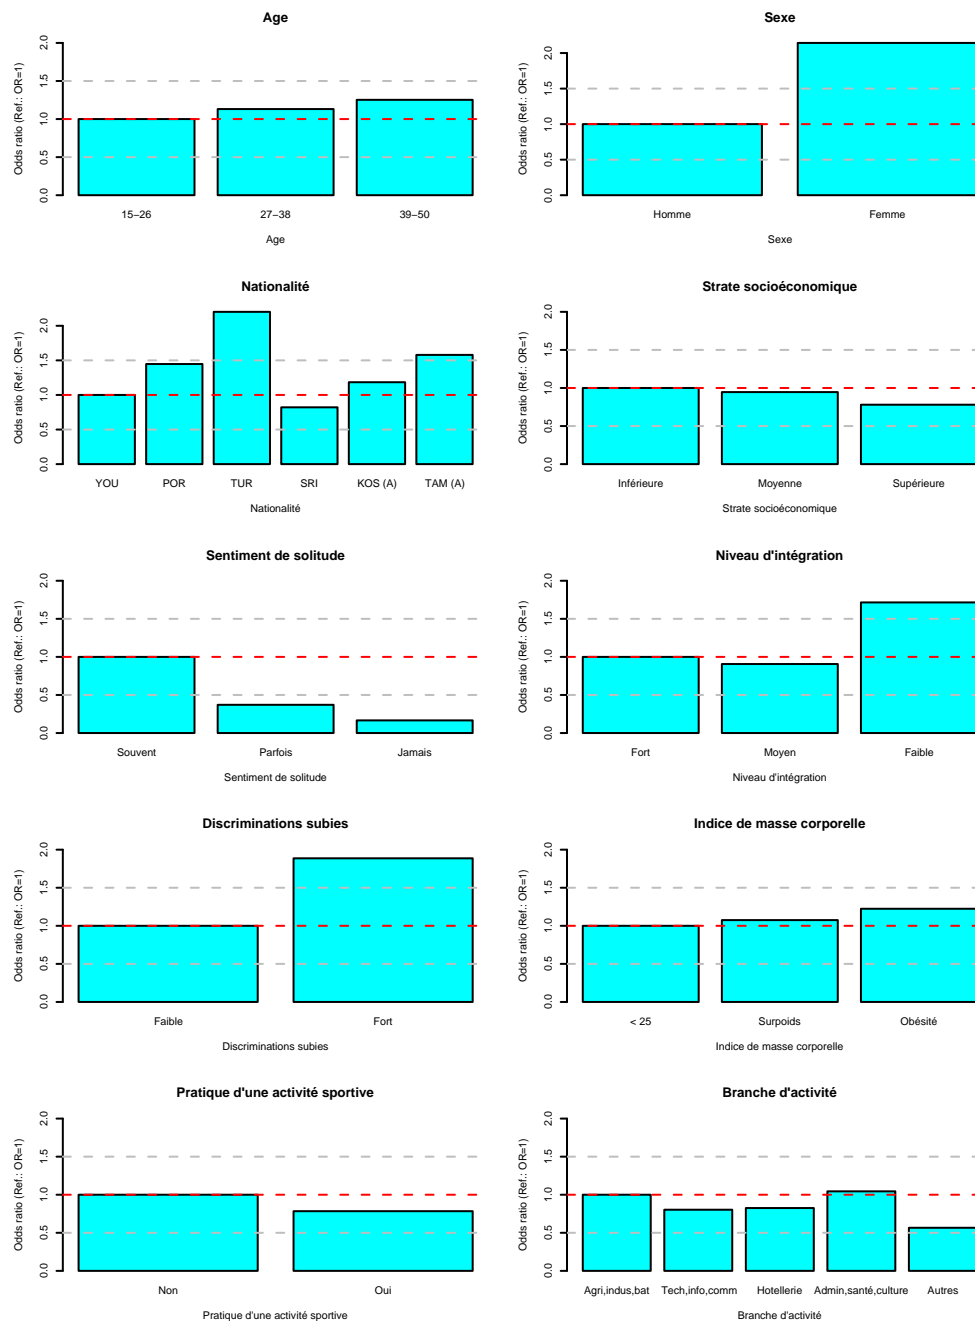 Age
Odds ratio (Ref.: OR=1)
0.0 0.5 1.0 1.5 2.0
15−26 27−38 39−50
Age
Sexe
Odds ratio (Ref.: OR=1)
0.0 0.5 1.0 1.5 2.0
Homme Femme
Sexe
Nationalité
Odds ratio (Ref.: OR=1)
0.0 0.5 1.0 1.5 2.0
YOU POR TUR SRI KOS (A) TAM (A)
Nationalité
Strate socioéconomique
Odds ratio (Ref.: OR=1)
0.0 0.5 1.0 1.5 2.0
Inférieure Moyenne Supérieure
Strate socioéconomique
Sentiment de solitude
Odds ratio (Ref.: OR=1)
0.0 0.5 1.0 1.5 2.0
Souvent Parfois Jamais
Sentiment de solitude
Niveau d'intégration
Odds ratio (Ref.: OR=1)
0.0 0.5 1.0 1.5 2.0
Fort Moyen Faible
Niveau d'intégration
Discriminations subies
Odds ratio (Ref.: OR=1)
0.0 0.5 1.0 1.5 2.0
Faible Fort
Discriminations subies
Indice de masse corporelle
Odds ratio (Ref.: OR=1)
0.0 0.5 1.0 1.5 2.0
< 25 Surpoids Obésité
Indice de masse corporelle
Pratique d'une activité sportive
Odds ratio (Ref.: OR=1)
0.0 0.5 1.0 1.5 2.0
Non Oui
Pratique d'une activité sportive
Branche d'activité
Odds ratio (Ref.: OR=1)
0.0 0.5 1.0 1.5 2.0
Agri,indus,bat Tech,info,comm Hotellerie Admin,santé,culture Autres
Branche d'activité